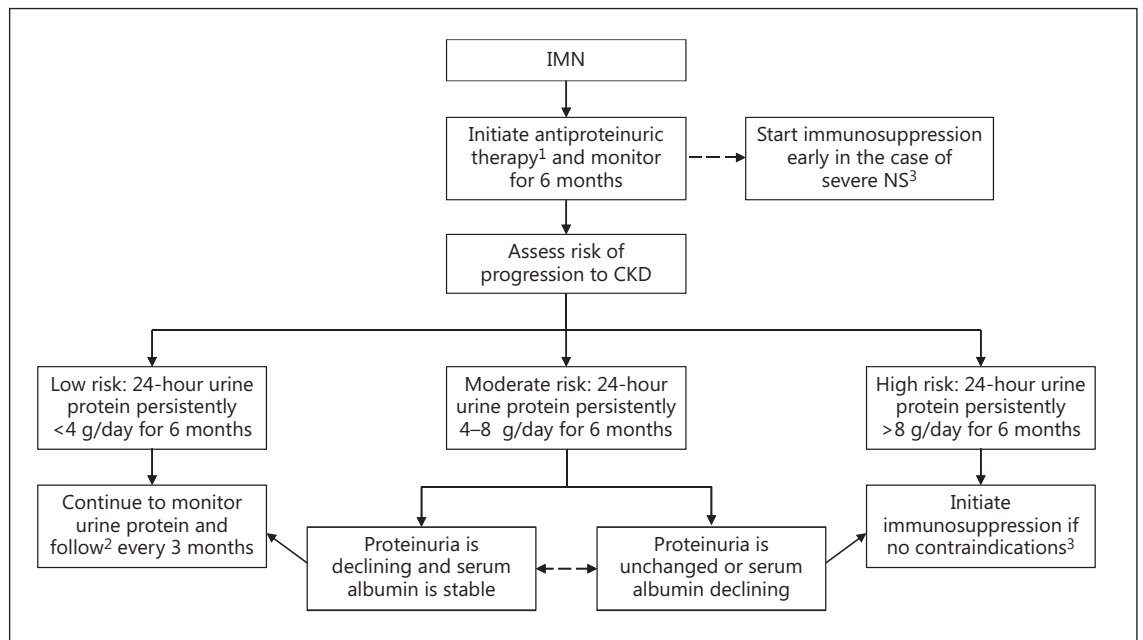 IMN
Initiate antiproteinuric
therapy1 and monitor
for 6 months
Start immunosuppression
early in the case of
severe NS3
Assess risk of
progression to CKD
Low risk: 24-hour urine
protein persistently
<4 g/day for 6 months
Moderate risk: 24-hour
urine protein persistently
4–8 g/day for 6 months
High risk: 24-hour urine
protein persistently
>8 g/day for 6 months
Continue to monitor
urine protein and
follow2 every 3 months
Proteinuria is
declining and serum
albumin is stable
Proteinuria is
unchanged or serum
albumin declining
Initiate
immunosuppression if
no contraindications3